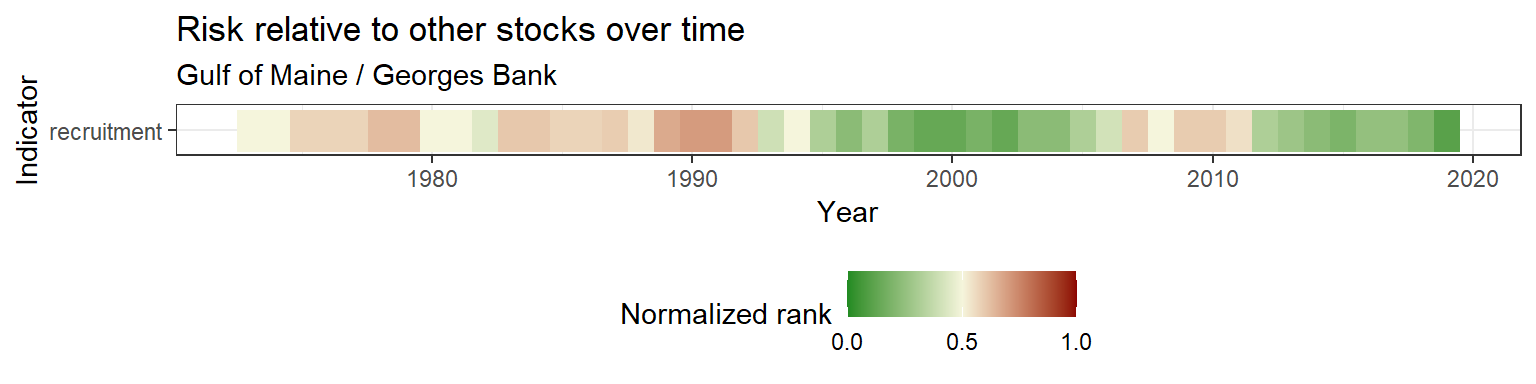 Risk relative to other stocks over time
Gulf of Maine / Georges Bank
Indicator
recruitment
1980 1990 2000 2010 2020
Year
Normalized rank
0.0 0.5 1.0